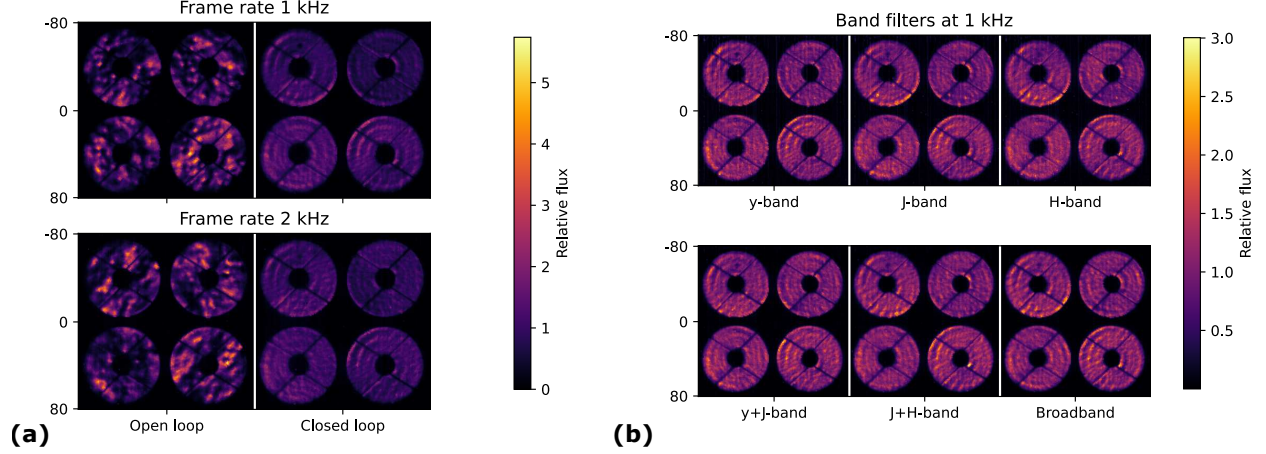 Frame rate 1 kHz
-80
0
80
Frame rate 2 kHz
-80
0
80
Open loop
Closed loop
5
4
3
2
1
0
Relative flux
(a)
Band filters at 1 kHz
-80
0
80
y-band
J-band
H-band
-80
0
80
y+J-band
J+H-band
Broadband
3.0
2.5
2.0
1.5
1.0
0.5
Relative flux
(b)